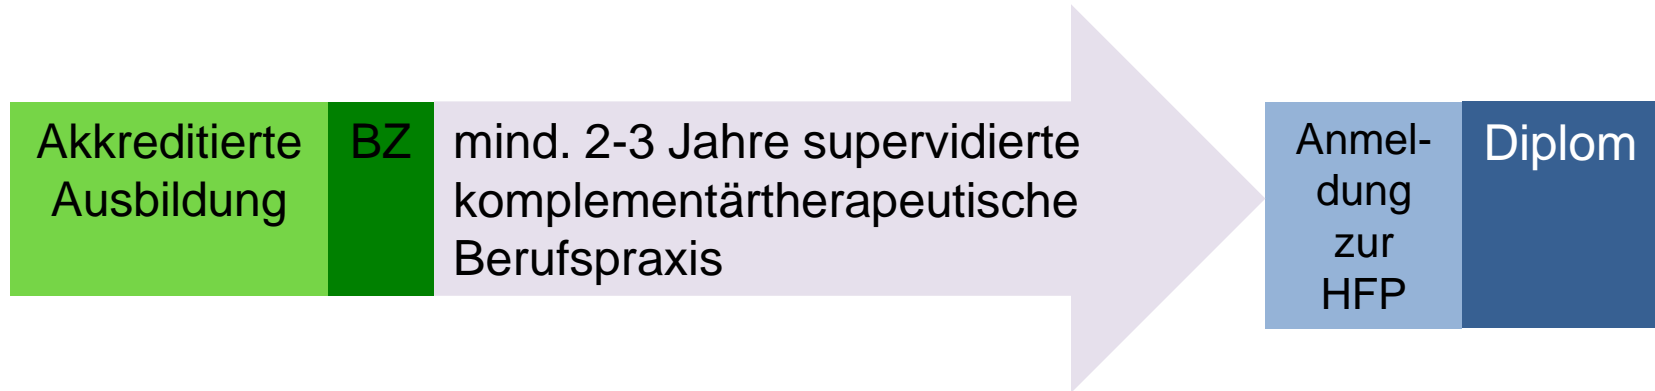 Akkreditierte
Ausbildung
BZ
mind. 2-3 Jahre supervidierte
komplementärtherapeutische
Berufspraxis
Anmel-
dung
zur
HFP
Diplom